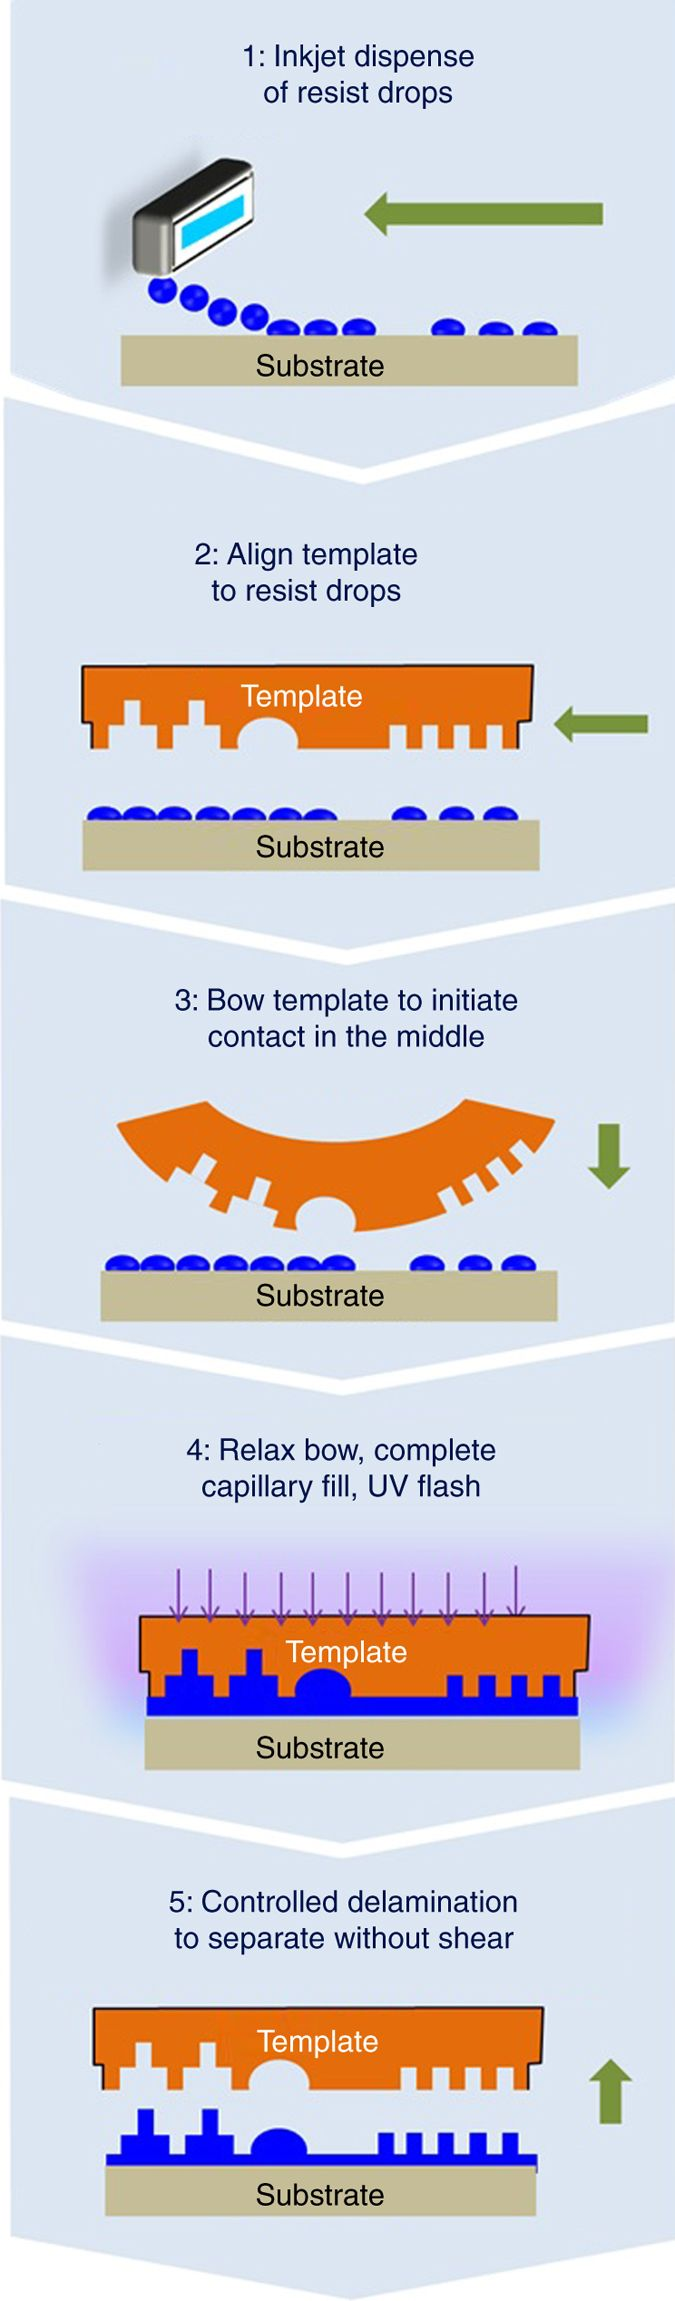 1: Inkjet dispense
of resist drops
Substrate
2: Align template
to resist drops
Template
Substrate
3: Bow template to initiate
contact in the middle
Substrate
4: Relax bow, complete
capillary fill, UV flash
Template
Substrate
5: Controlled delamination
to separate without shear
Template
Substrate